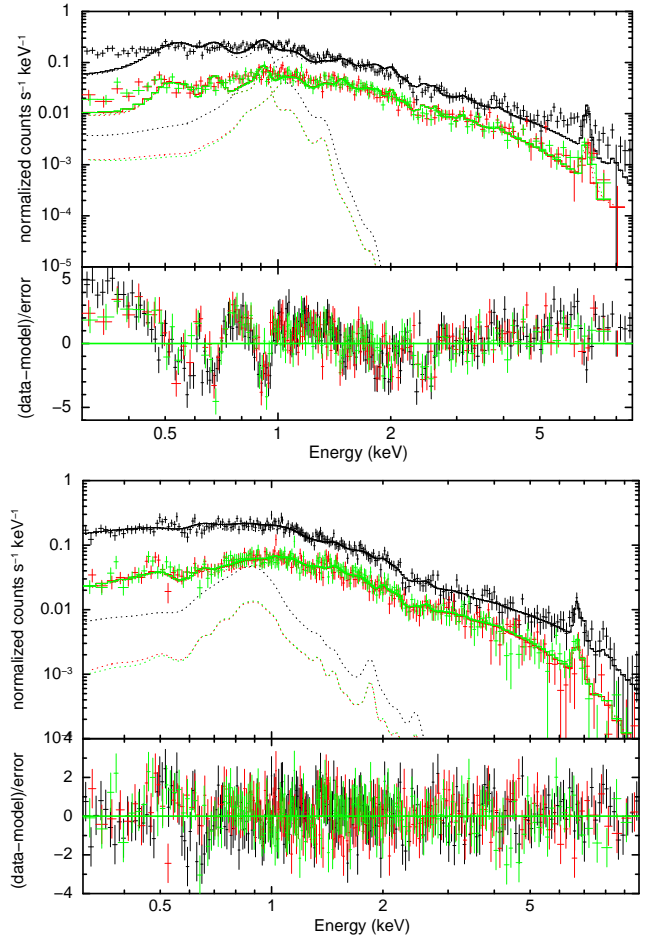 normalized counts s⁻¹ keV⁻¹
1
0.1
0.01
10⁻³
10⁻⁴
10⁻⁵
(data−model)/error
5
0
−5
0.5 1 2 5
Energy (keV)
normalized counts s⁻¹ keV⁻¹
1
0.1
0.01
10⁻³
10⁻⁴
(data−model)/error
2
0
−2
−4
0.5 1 2 5
Energy (keV)